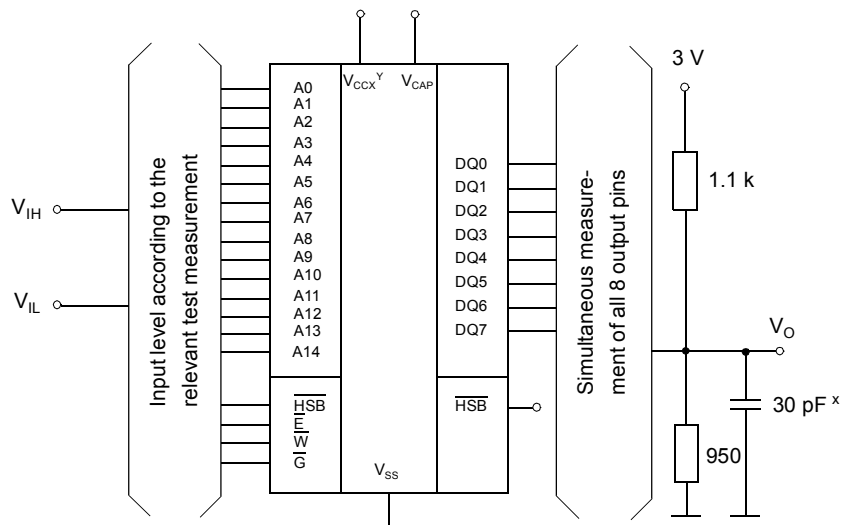 V_IH
V_IL
Input level according to the
relevant test measurement
A0
A1
A2
A3
A4
A5
A6
A7
A8
A9
A10
A11
A12
A13
A14
HSB
E
W
G
V_CCX^Y
V_CAP
V_SS
DQ0
DQ1
DQ2
DQ3
DQ4
DQ5
DQ6
DQ7
HSB
Simultaneous measure-
ment of all 8 output pins
3 V
1.1 k
V_O
30 pF^x
950